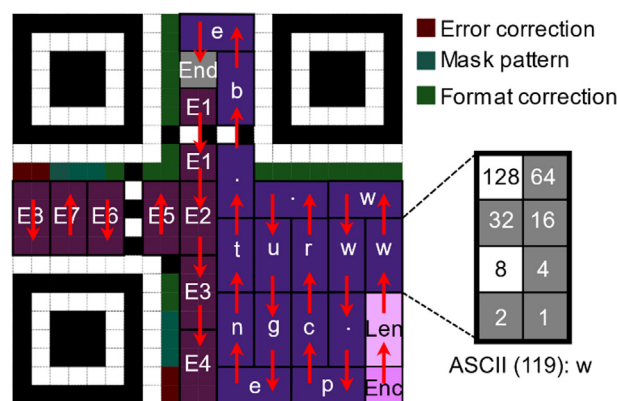 e
Error correction
End
Mask pattern
b
E1
Format correction
E1
.
. w
128 64
E8 E7 E6 E5 E2
32 16
t u r w w
8 4
E3
2 1
n g c . Len
E4
ASCII (119): w
e p Enc